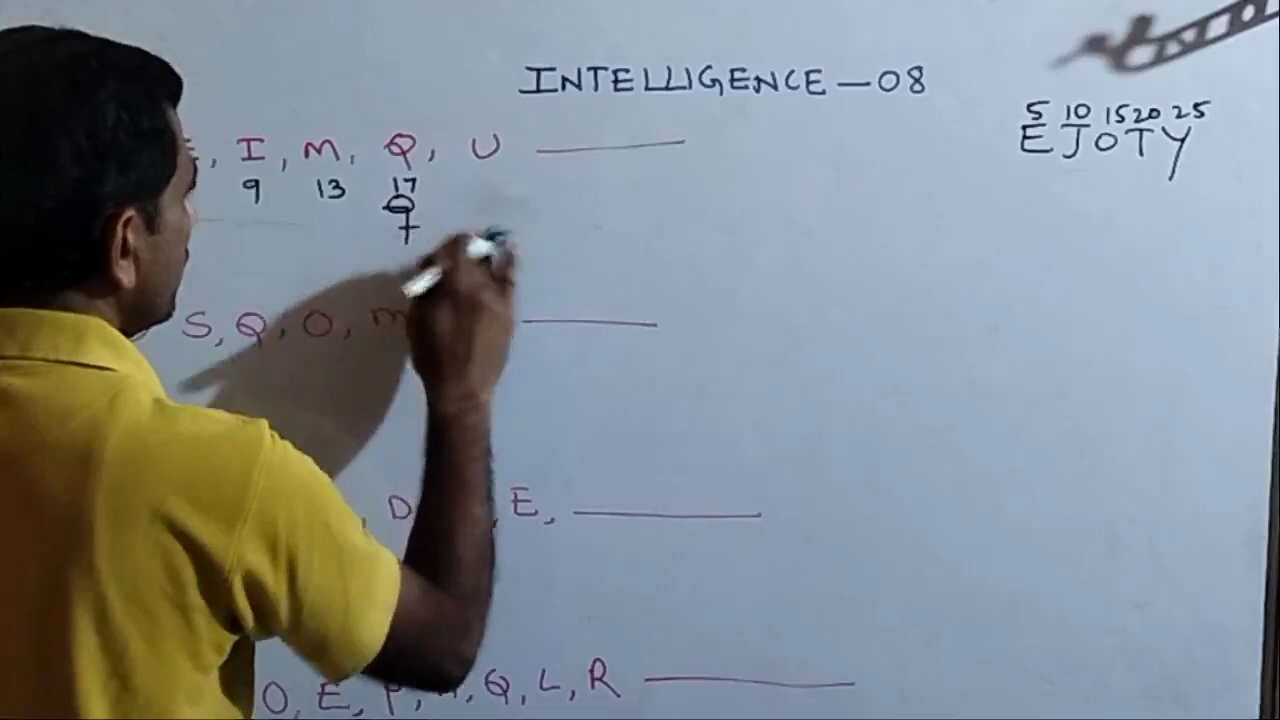 INTELLIGENCE – 08
5 10 15 20 25
E J O T Y
, I, M, Q, U
9 13 17
S, Q, O, M
, D , E,
O, E, P, Q, L, R